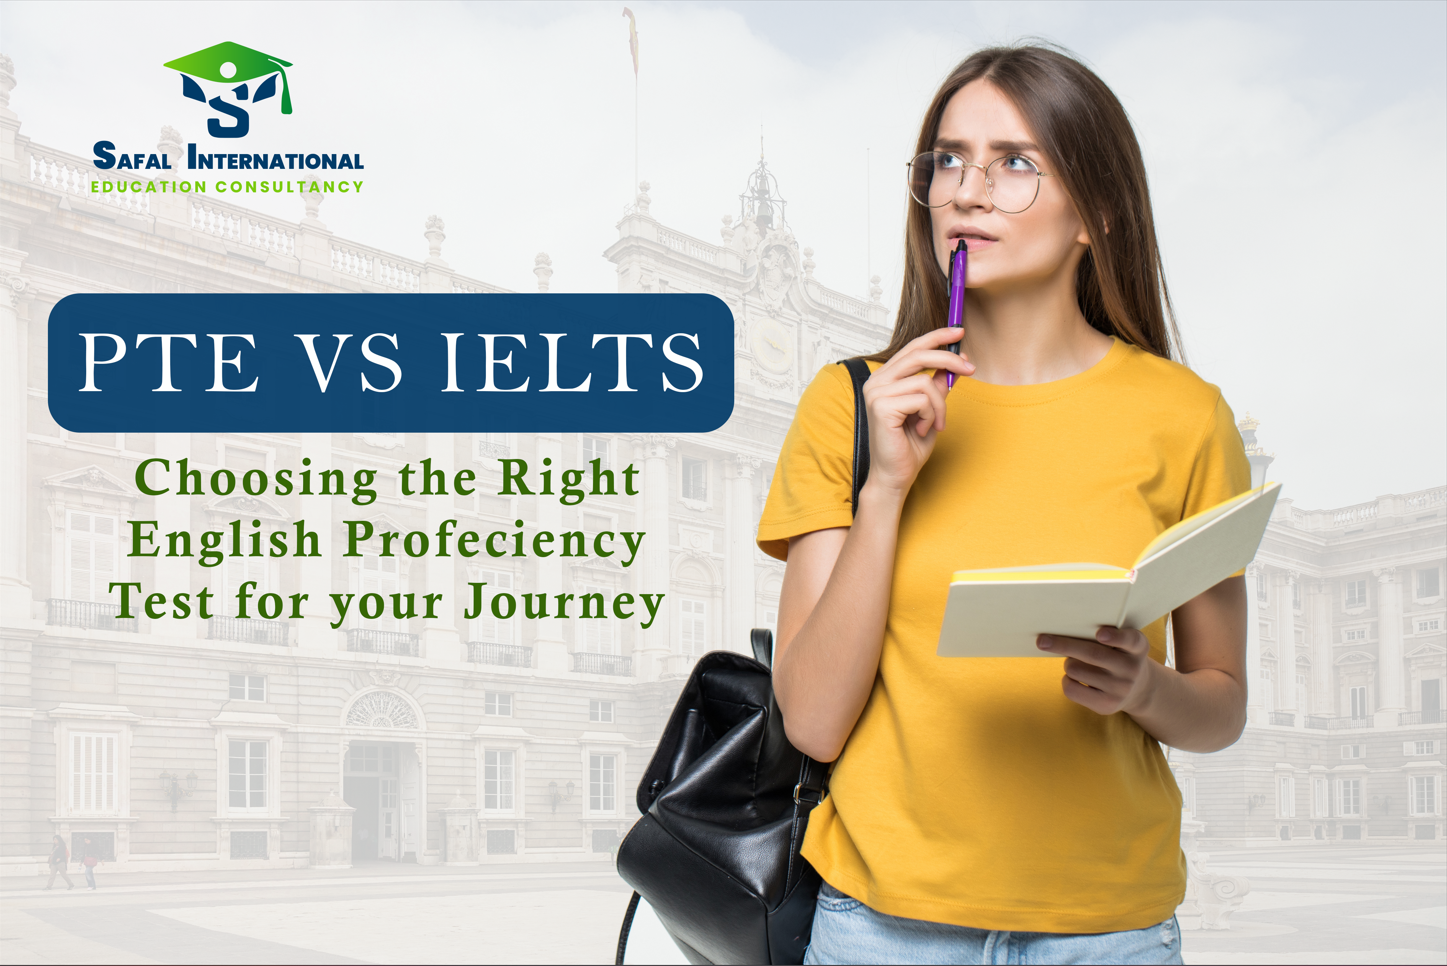 SAFAL INTERNATIONAL
EDUCATION CONSULTANCY
PTE VS IELTS
Choosing the Right
English Profeciency
Test for your Journey